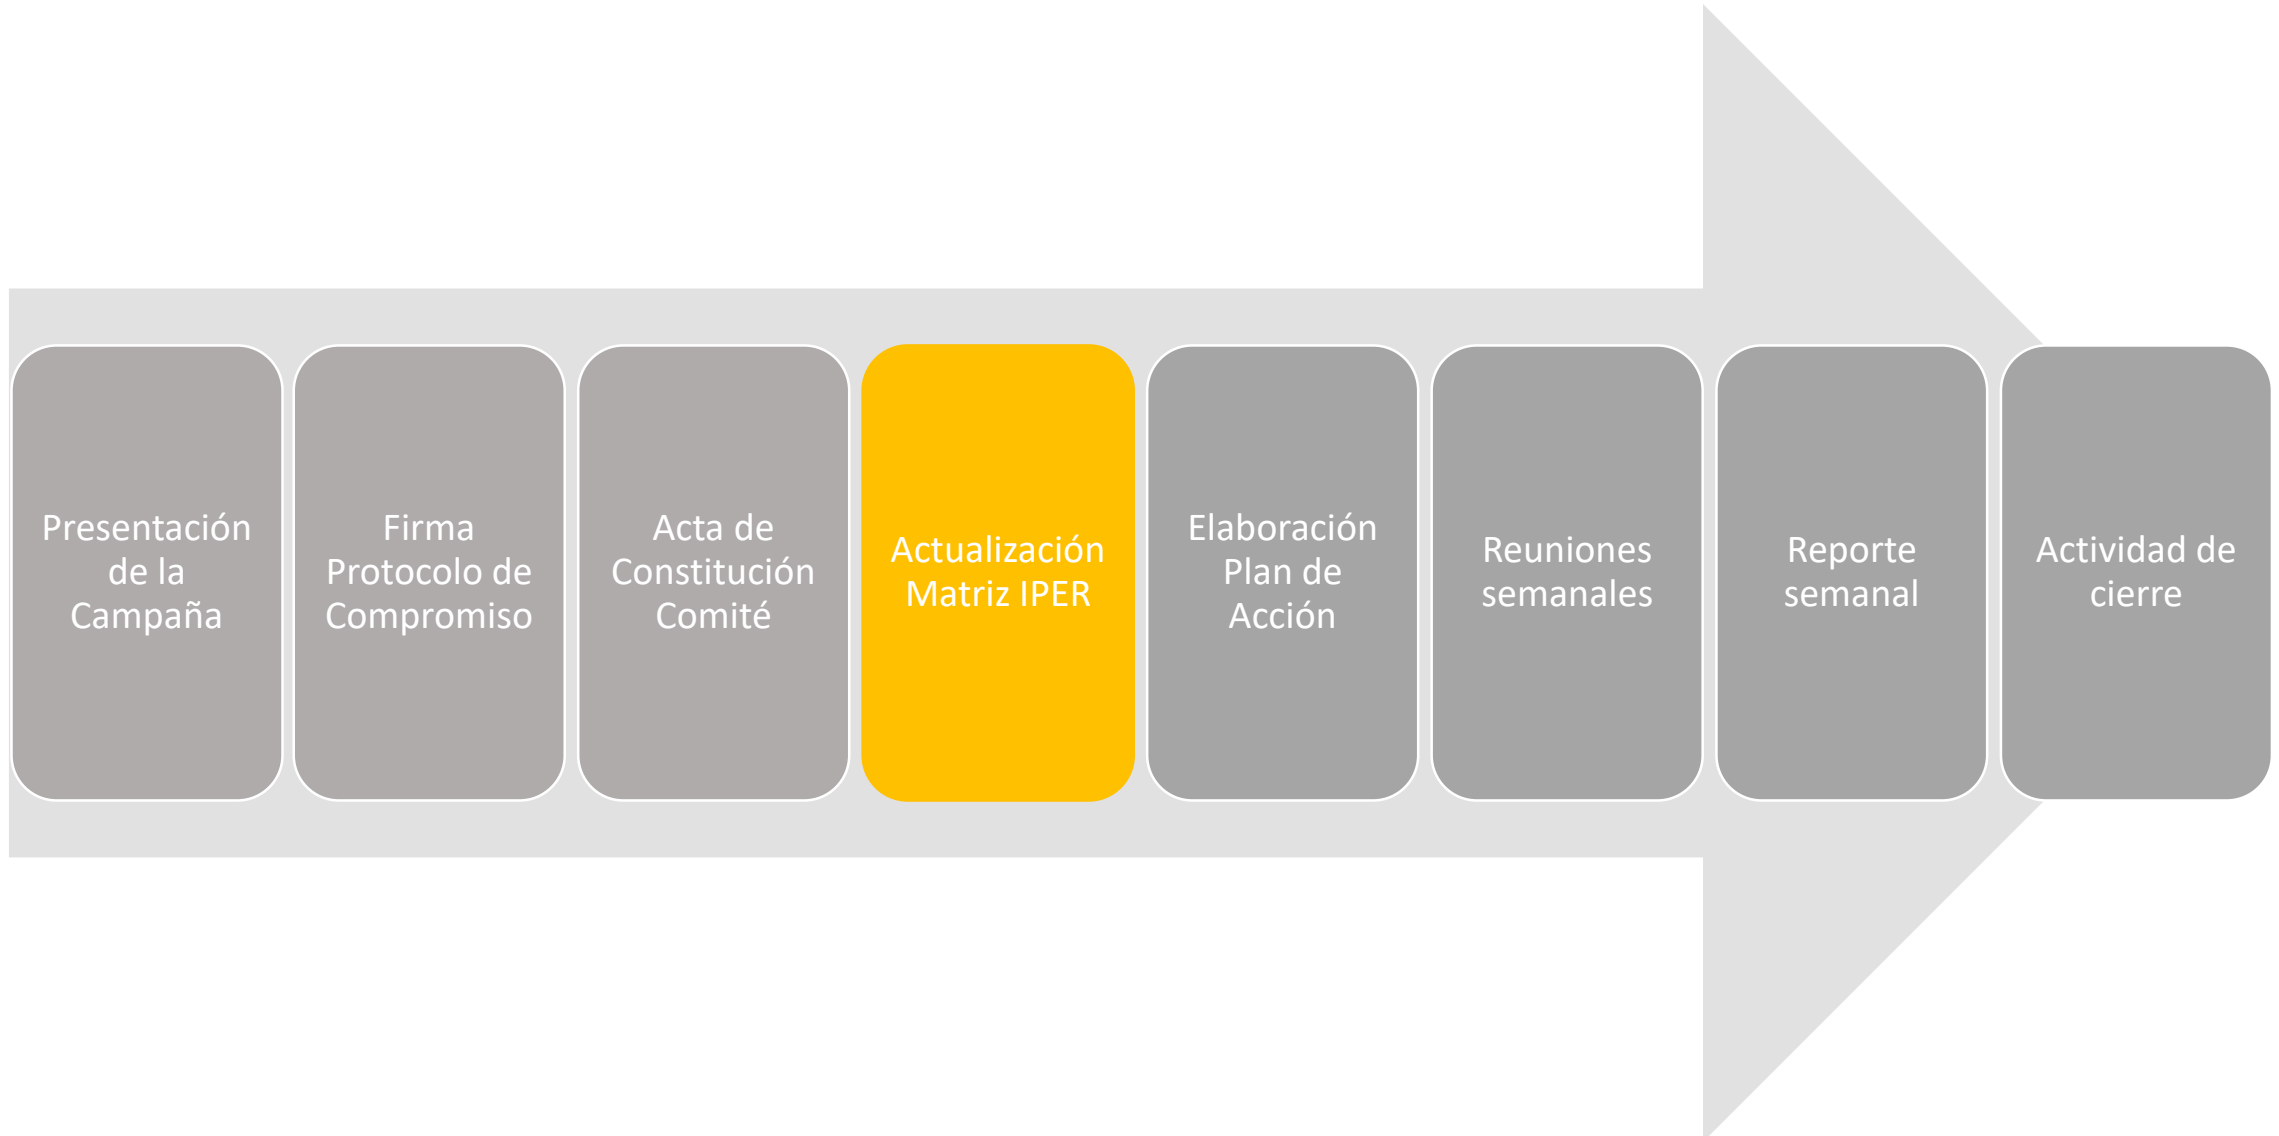 Presentación
de la
Campaña
Firma
Protocolo de
Compromiso
Acta de
Constitución
Comité
Actualización
Matriz IPER
Elaboración
Plan de
Acción
Reuniones
semanales
Reporte
semanal
Actividad de
cierre